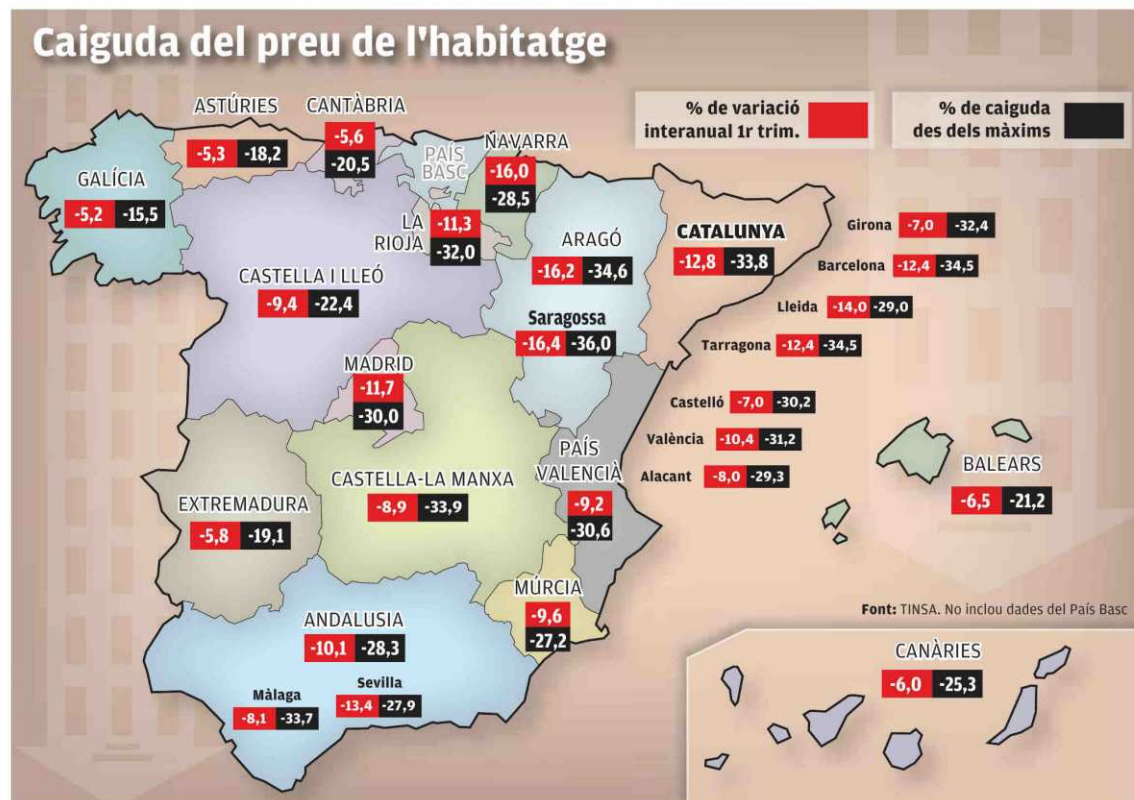 Caiguda del preu de l'habitatge
% de variació
interanual 1r trim.
% de caiguda
des dels màxims
ASTÚRIES
-5,3 -18,2
CANTÀBRIA
-5,6
-20,5
PAÍS
BASC
NAVARRA
-16,0
-28,5
GALÍCIA
-5,2 -15,5
LA
RIOJA
-11,3
-32,0
ARAGÓ
-16,2 -34,6
Saragossa
-16,4 -36,0
CATALUNYA
-12,8 -33,8
Girona -7,0 -32,4
Barcelona -12,4 -34,5
Lleida -14,0 -29,0
Tarragona -12,4 -34,5
CASTELLA I LLEÓ
-9,4 -22,4
MADRID
-11,7
-30,0
Castelló -7,0 -30,2
València -10,4 -31,2
Alacant -8,0 -29,3
PAÍS
VALENCIÀ
-9,2
-30,6
BALEARS
-6,5 -21,2
CASTELLA-LA MANXA
-8,9 -33,9
EXTREMADURA
-5,8 -19,1
MÚRCIA
-9,6
-27,2
ANDALUSIA
-10,1 -28,3
Màlaga
-8,1 -33,7
Sevilla
-13,4 -27,9
Font: TINSA. No inclou dades del País Basc
CANÀRIES
-6,0 -25,3